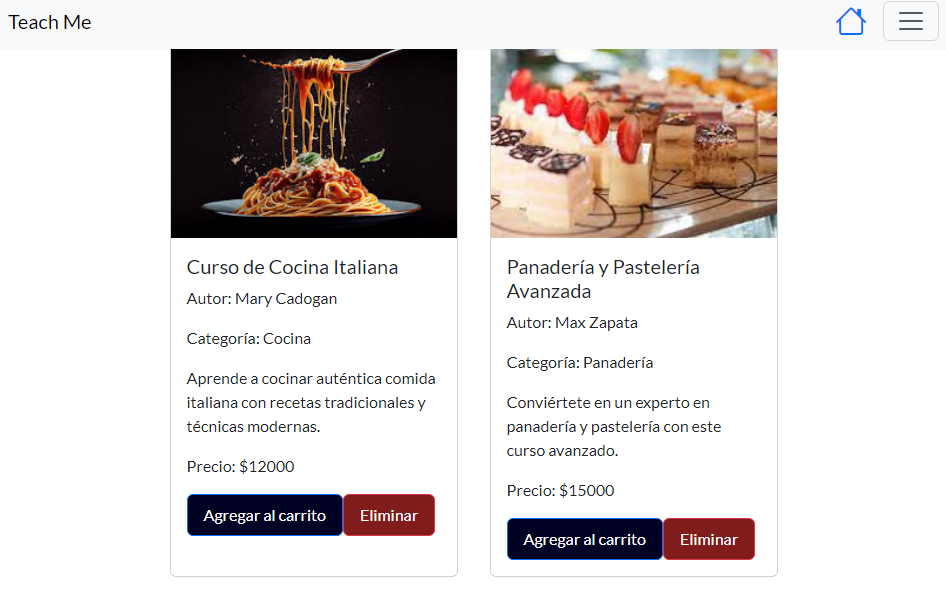 Teach Me
Curso de Cocina Italiana
Autor: Mary Cadogan
Categoría: Cocina
Aprende a cocinar auténtica comida
italiana con recetas tradicionales y
técnicas modernas.
Precio: $12000
Agregar al carrito
Eliminar
Panadería y Pastelería
Avanzada
Autor: Max Zapata
Categoría: Panadería
Conviértete en un experto en
panadería y pastelería con este
curso avanzado.
Precio: $15000
Agregar al carrito
Eliminar